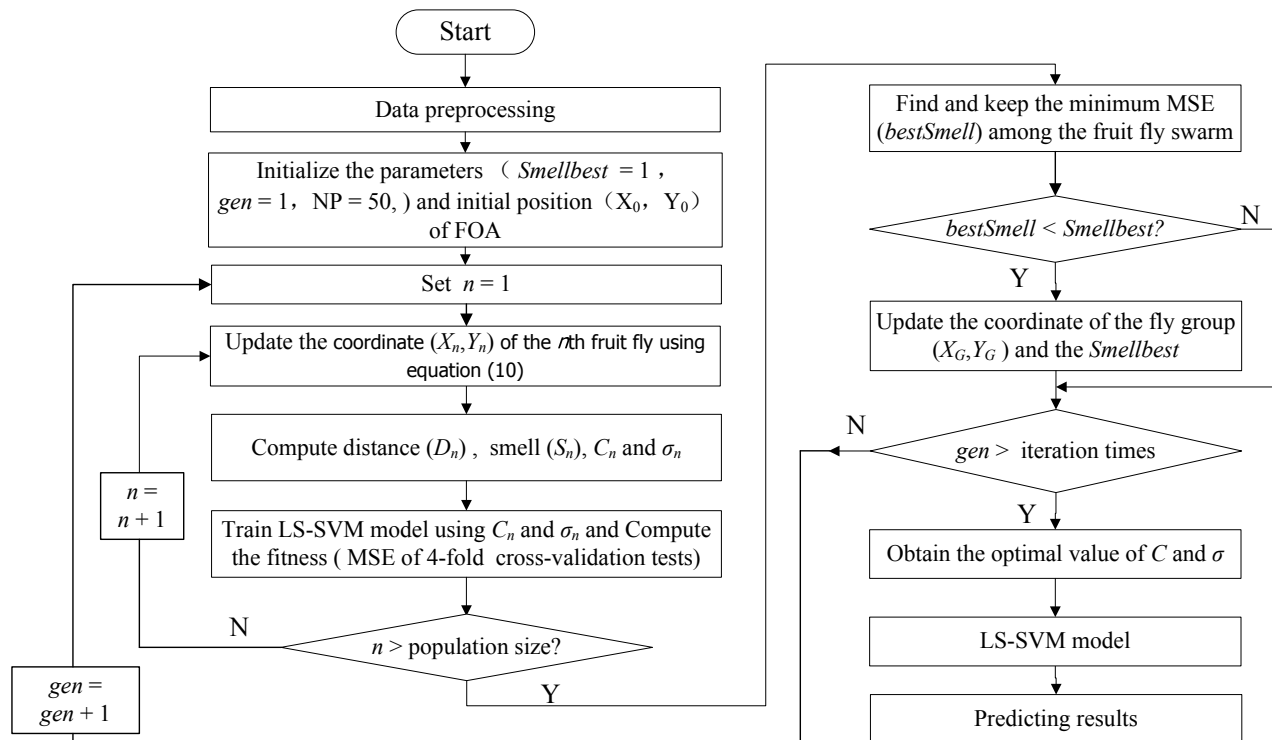 Start
Data preprocessing
Initialize the parameters （ Smellbest = 1 ，
gen = 1， NP = 50, ) and initial position（X₀， Y₀）
of FOA
Set n = 1
Update the coordinate (Xₙ,Yₙ) of the nth fruit fly using
equation (10)
Compute distance (Dₙ) , smell (Sₙ), Cₙ and σₙ
n =
n + 1
Train LS-SVM model using Cₙ and σₙ and Compute
the fitness ( MSE of 4-fold cross-validation tests)
N
n > population size?
Y
gen =
gen + 1
Find and keep the minimum MSE
(bestSmell) among the fruit fly swarm
bestSmell < Smellbest?
N
Y
Update the coordinate of the fly group
(X_G,Y_G ) and the Smellbest
N
gen > iteration times
Y
Obtain the optimal value of C and σ
LS-SVM model
Predicting results